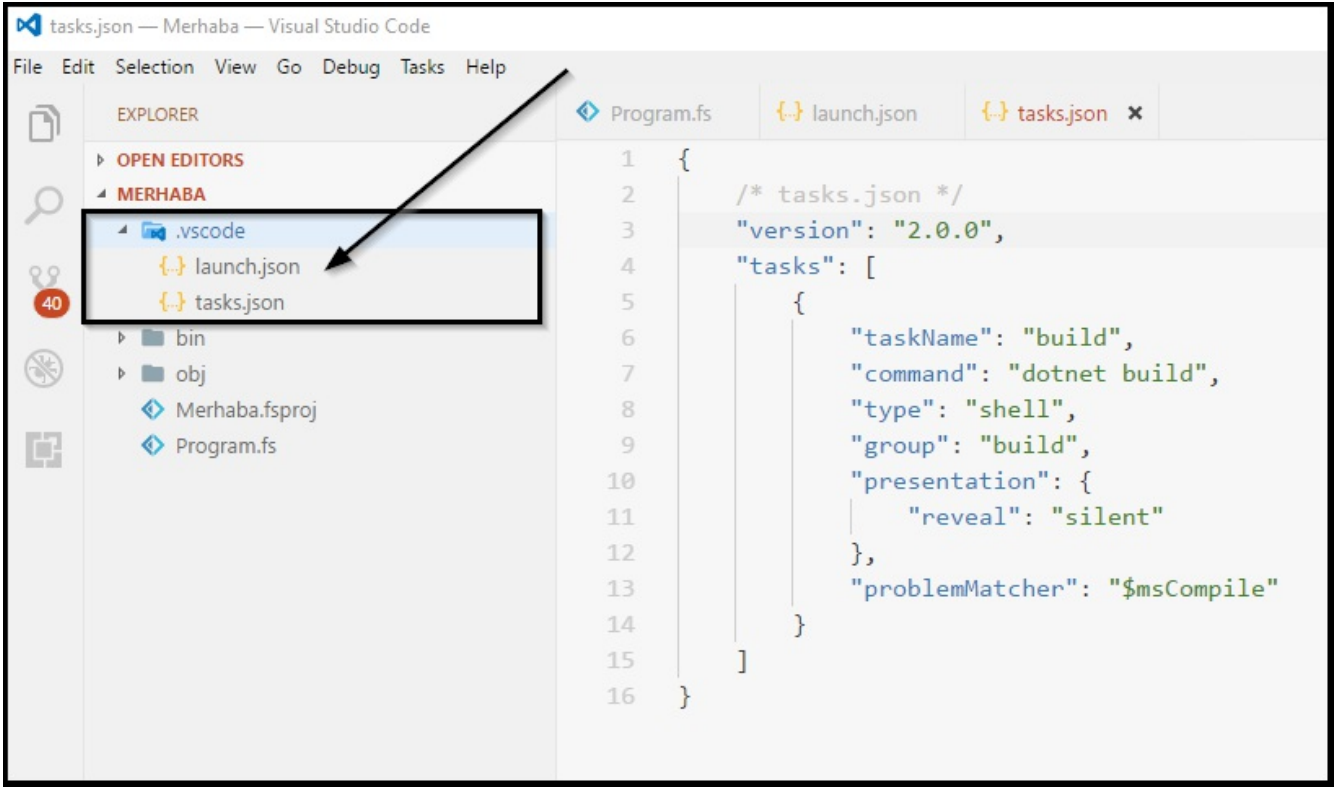 tasks.json — Merhaba — Visual Studio Code
File Edit Selection View Go Debug Tasks Help
EXPLORER
OPEN EDITORS
MERHABA
.vscode
{..} launch.json
{..} tasks.json
bin
obj
Merhaba.fsproj
Program.fs
40
Program.fs {..} launch.json {..} tasks.json ×
1 {
2 /* tasks.json */
3 "version": "2.0.0",
4 "tasks": [
5 {
6 "taskName": "build",
7 "command": "dotnet build",
8 "type": "shell",
9 "group": "build",
10 "presentation": {
11 "reveal": "silent"
12 },
13 "problemMatcher": "$msCompile"
14 }
15 ]
16 }